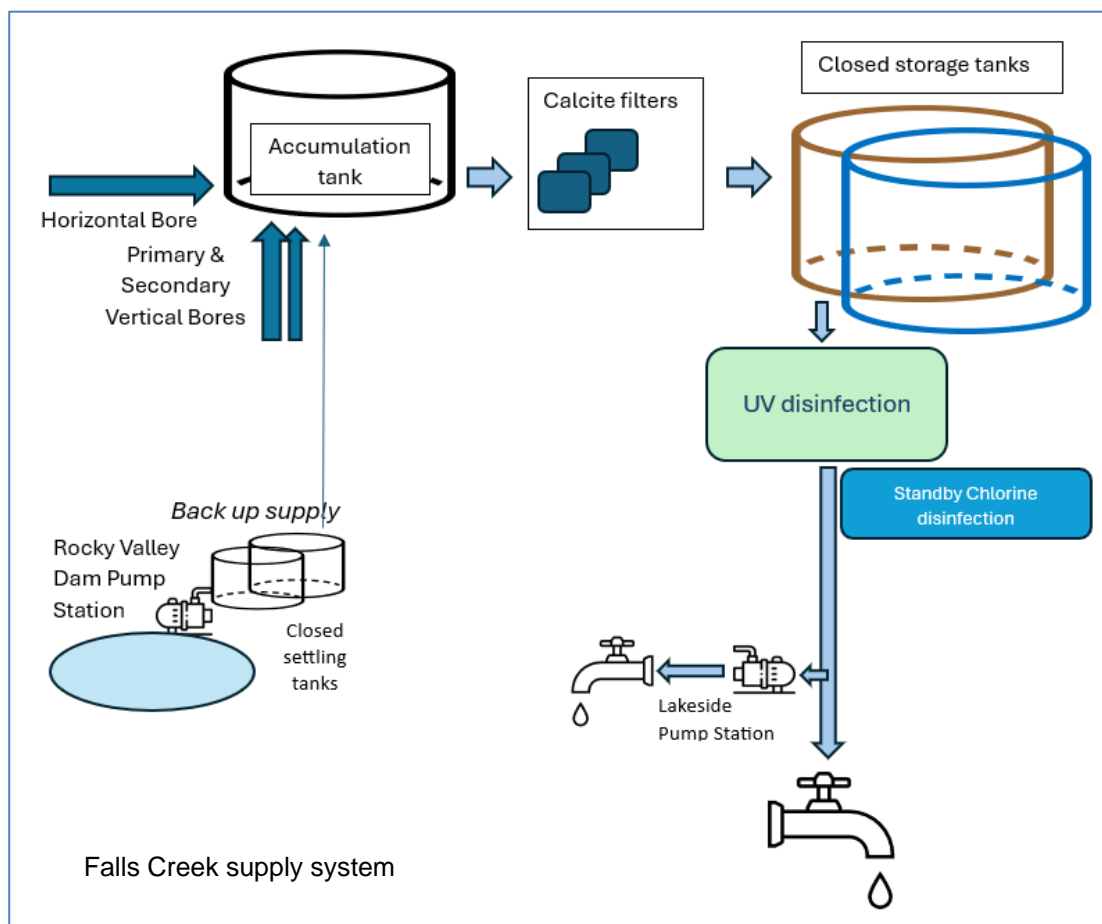 Closed storage tanks
Calcite filters
Accumulation
tank
Horizontal Bore
Primary &
Secondary
Vertical Bores
UV disinfection
Standby Chlorine
disinfection
Back up supply
Rocky Valley
Dam Pump
Station
Closed
settling
tanks
Lakeside
Pump Station
Falls Creek supply system